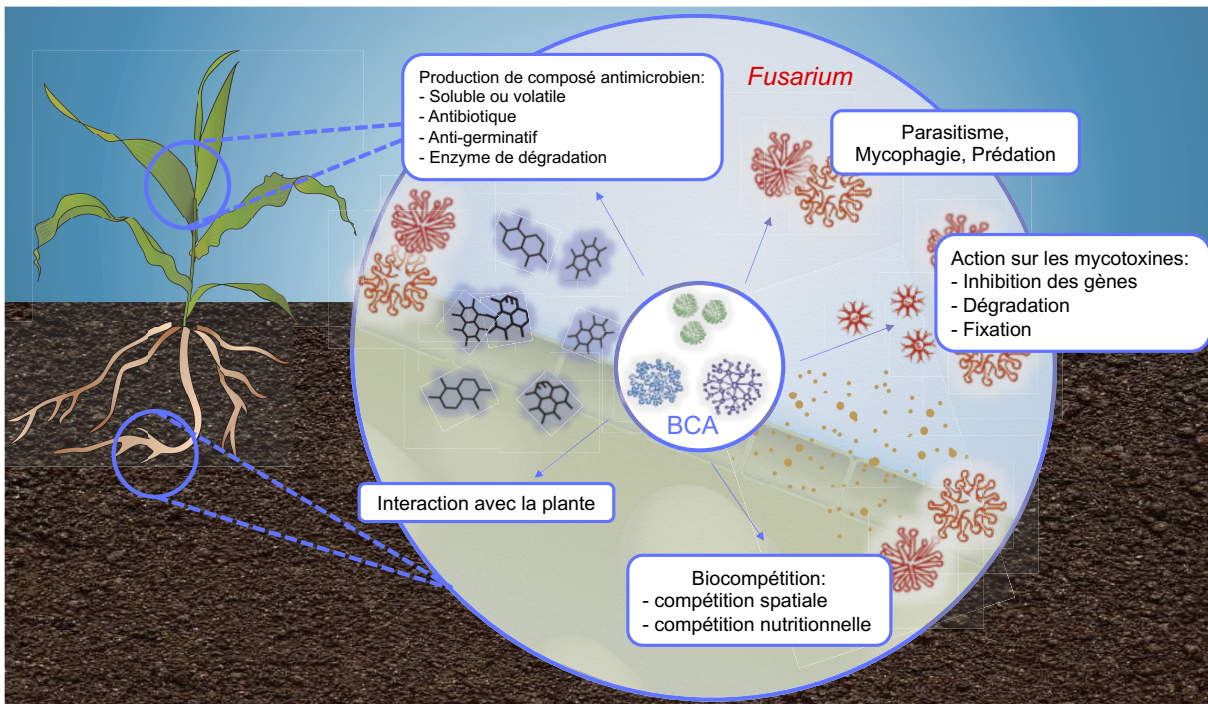 Production de composé antimicrobien:
- Soluble ou volatile
- Antibiotique
- Anti-germinatif
- Enzyme de dégradation
Fusarium
Parasitisme,
Mycophagie, Prédation
Action sur les mycotoxines:
- Inhibition des gènes
- Dégradation
- Fixation
BCA
Interaction avec la plante
Biocompétition:
- compétition spatiale
- compétition nutritionnelle